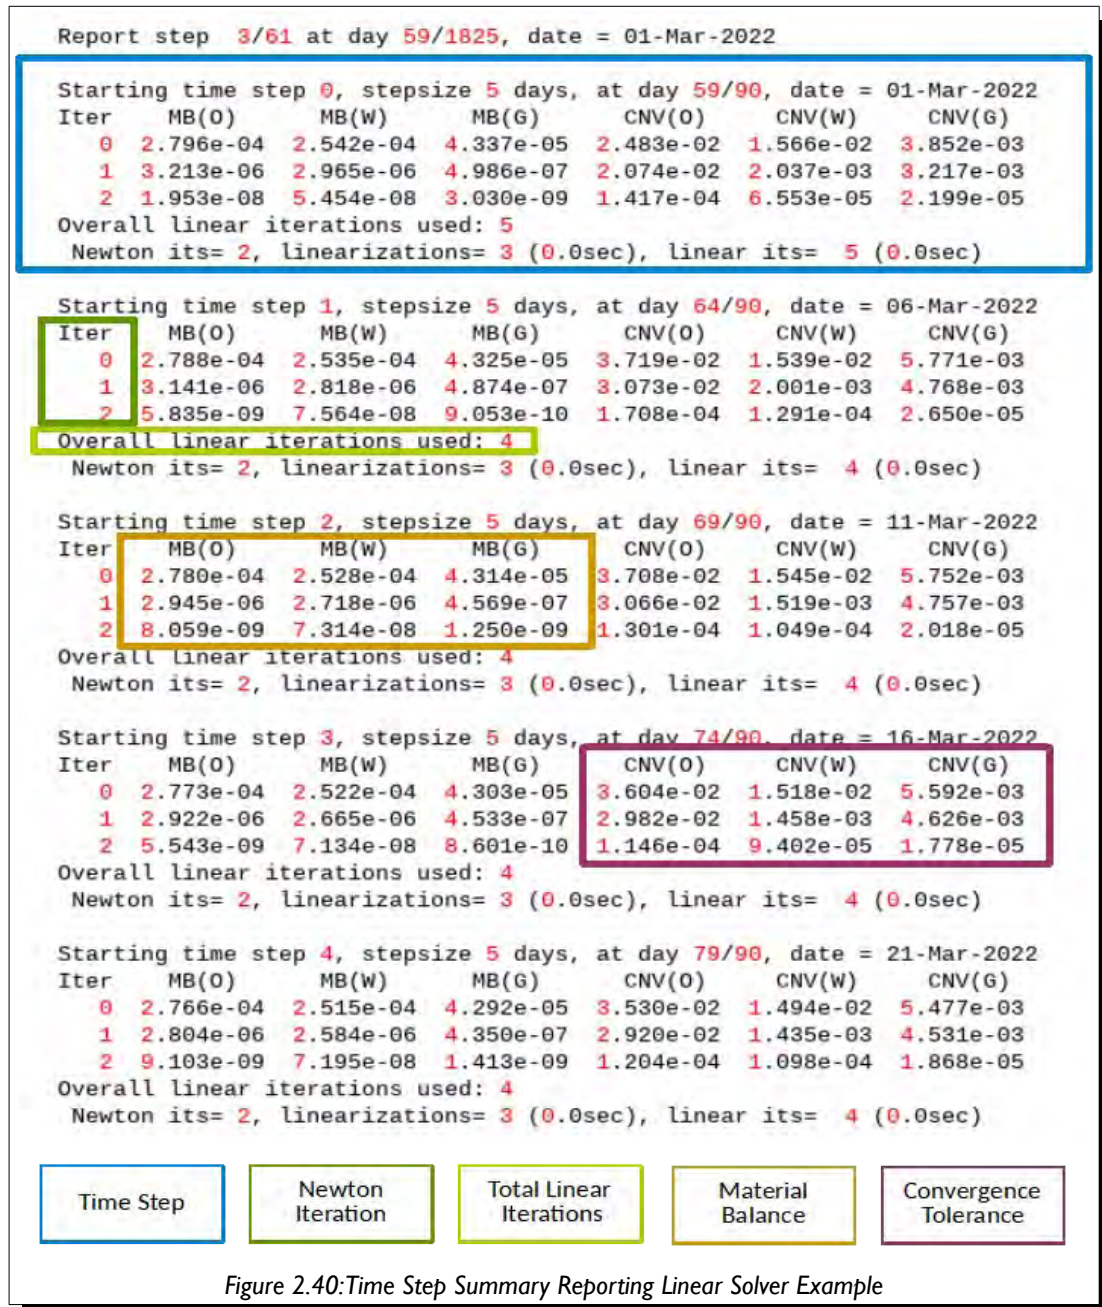 Report step  3/61 at day 59/1825, date = 01-Mar-2022
Starting time step 0, stepsize 5 days, at day 59/90, date = 01-Mar-2022
Iter MB(O) MB(W) MB(G) CNV(O) CNV(W) CNV(G)
0 2.796e-04 2.542e-04 4.337e-05 2.483e-02 1.566e-02 3.852e-03
1 3.213e-06 2.965e-06 4.986e-07 2.074e-02 2.037e-03 3.217e-03
2 1.953e-08 5.454e-08 3.030e-09 1.417e-04 6.553e-05 2.199e-05
Overall linear iterations used: 5
Newton its= 2, linearizations= 3 (0.0sec), linear its=  5 (0.0sec)
Starting time step 1, stepsize 5 days, at day 64/90, date = 06-Mar-2022
Iter MB(O) MB(W) MB(G) CNV(O) CNV(W) CNV(G)
0 2.788e-04 2.535e-04 4.325e-05 3.719e-02 1.539e-02 5.771e-03
1 3.141e-06 2.818e-06 4.874e-07 3.073e-02 2.001e-03 4.768e-03
2 5.835e-09 7.564e-08 9.053e-10 1.708e-04 1.291e-04 2.650e-05
Overall linear iterations used: 4
Newton its= 2, linearizations= 3 (0.0sec), linear its=  4 (0.0sec)
Starting time step 2, stepsize 5 days, at day 69/90, date = 11-Mar-2022
Iter MB(O) MB(W) MB(G) CNV(O) CNV(W) CNV(G)
0 2.780e-04 2.528e-04 4.314e-05 3.708e-02 1.545e-02 5.752e-03
1 2.945e-06 2.718e-06 4.569e-07 3.066e-02 1.519e-03 4.757e-03
2 8.059e-09 7.314e-08 1.250e-09 1.301e-04 1.049e-04 2.018e-05
Overall linear iterations used: 4
Newton its= 2, linearizations= 3 (0.0sec), linear its=  4 (0.0sec)
Starting time step 3, stepsize 5 days, at day 74/90, date = 16-Mar-2022
Iter MB(O) MB(W) MB(G) CNV(O) CNV(W) CNV(G)
0 2.773e-04 2.522e-04 4.303e-05 3.604e-02 1.518e-02 5.592e-03
1 2.922e-06 2.665e-06 4.533e-07 2.982e-02 1.458e-03 4.626e-03
2 5.543e-09 7.134e-08 8.601e-10 1.146e-04 9.402e-05 1.778e-05
Overall linear iterations used: 4
Newton its= 2, linearizations= 3 (0.0sec), linear its=  4 (0.0sec)
Starting time step 4, stepsize 5 days, at day 79/90, date = 21-Mar-2022
Iter MB(O) MB(W) MB(G) CNV(O) CNV(W) CNV(G)
0 2.766e-04 2.515e-04 4.292e-05 3.530e-02 1.494e-02 5.477e-03
1 2.804e-06 2.584e-06 4.350e-07 2.920e-02 1.435e-03 4.531e-03
2 9.103e-09 7.195e-08 1.413e-09 1.204e-04 1.098e-04 1.868e-05
Overall linear iterations used: 4
Newton its= 2, linearizations= 3 (0.0sec), linear its=  4 (0.0sec)
Time Step
Newton
Iteration
Total Linear
Iterations
Material
Balance
Convergence
Tolerance
Figure 2.40:Time Step Summary Reporting Linear Solver Example